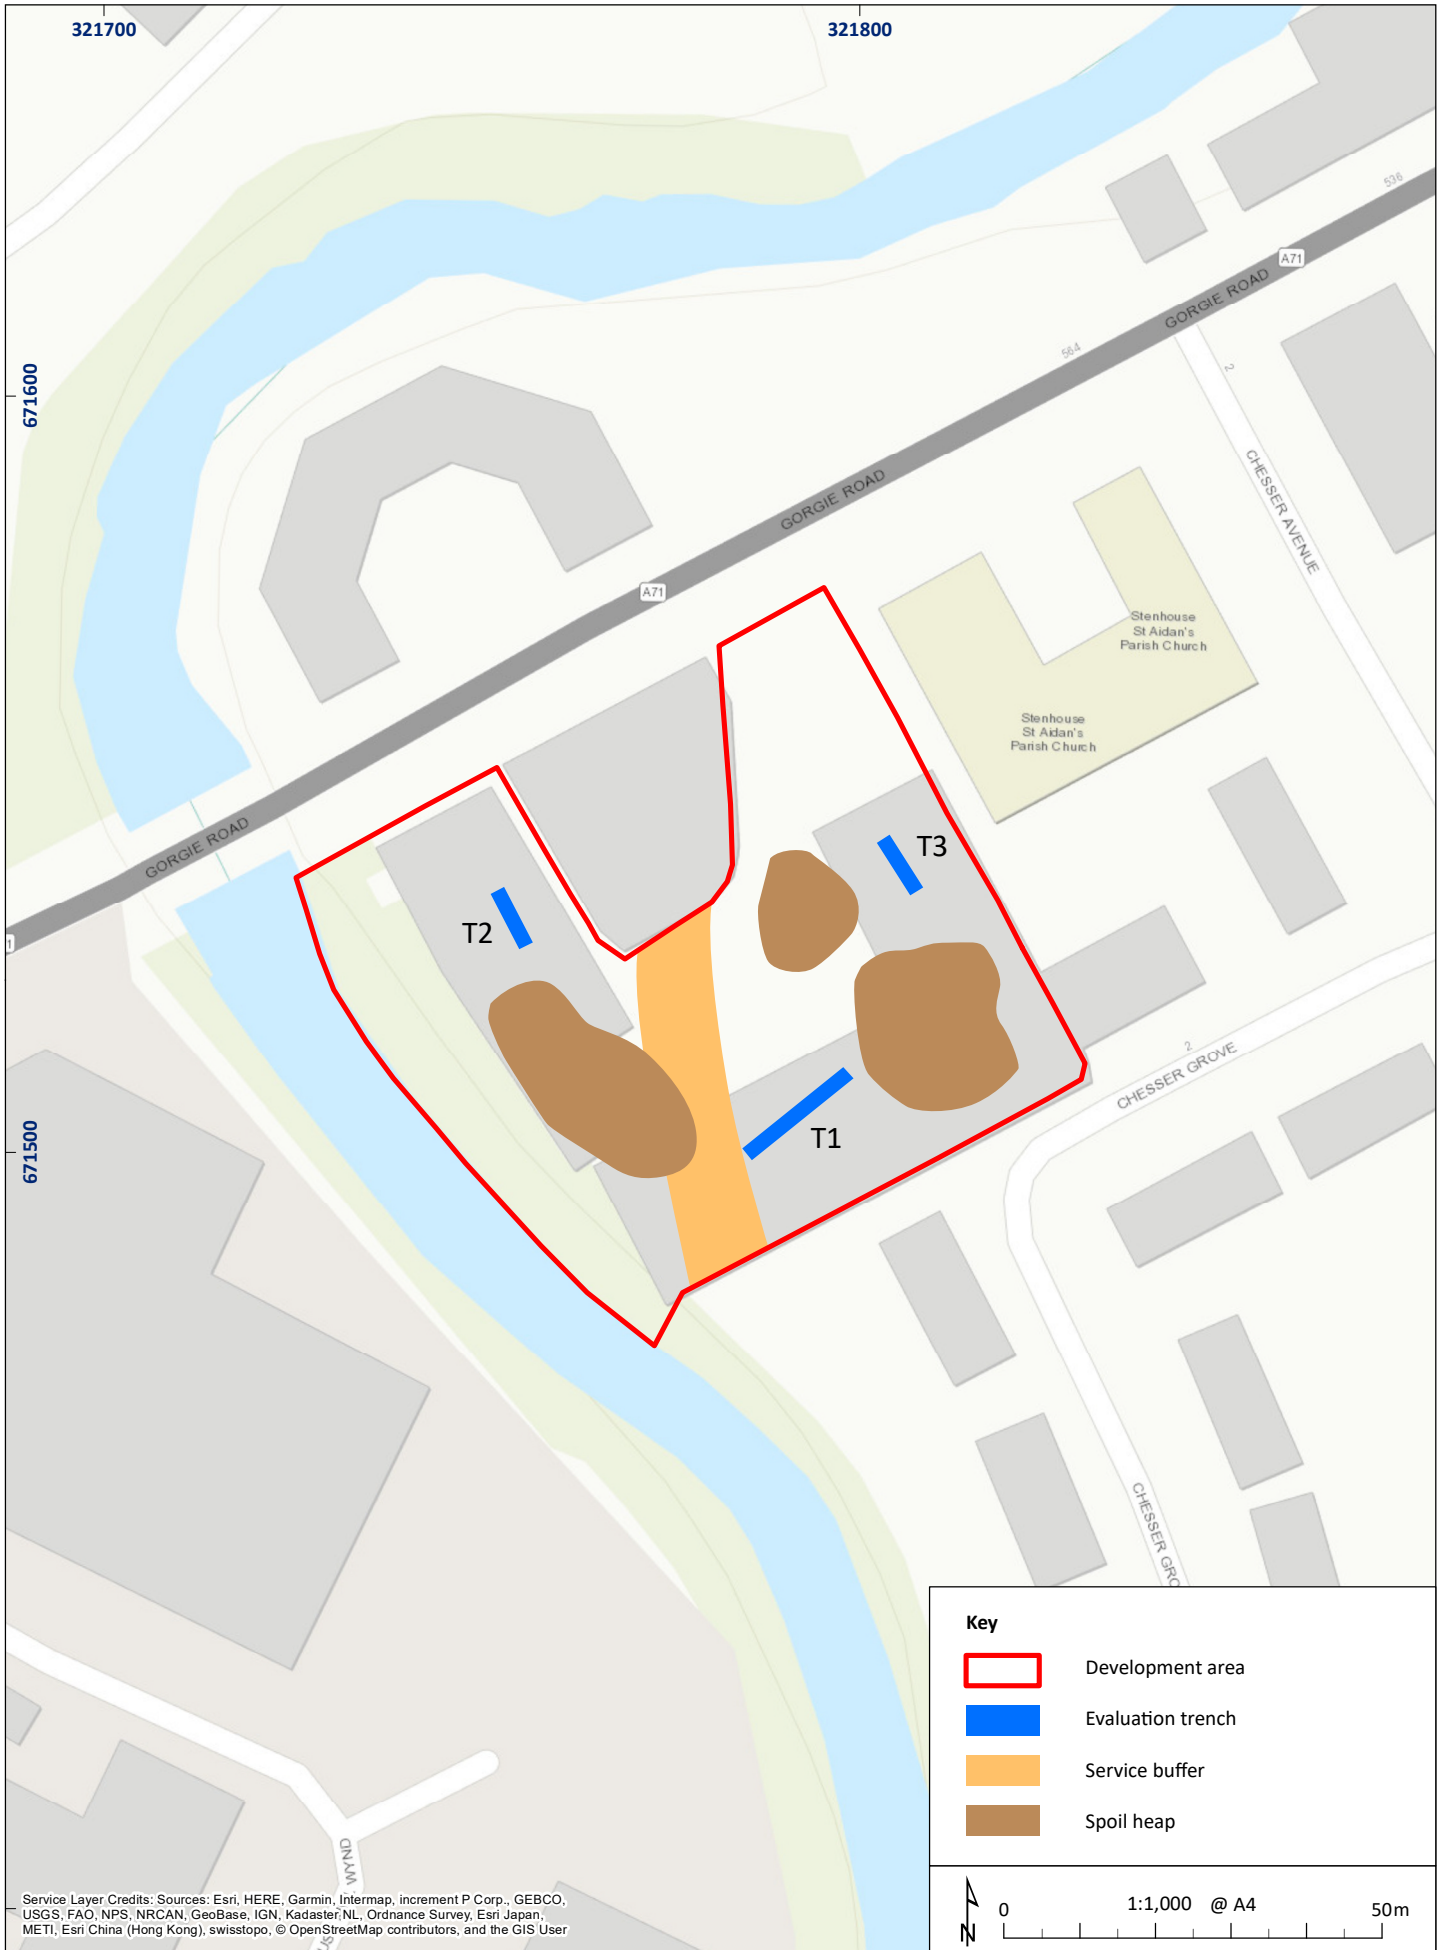 321700
321800
671600
671500
536
A71
GORGIE ROAD
564
2
GORGIE ROAD
CHESSER AVENUE
A71
Stenhouse
St Aidan's
Parish Church
Stenhouse
St Aidan's
Parish Church
GORGIE ROAD
1
T3
T2
T1
2
CHESSER GROVE
CHESSER GRO
WYND
Key
Development area
Evaluation trench
Service buffer
Spoil heap
N
0
1:1,000 @ A4
50m
Service Layer Credits: Sources: Esri, HERE, Garmin, Intermap, increment P Corp., GEBCO,
USGS, FAO, NPS, NRCAN, GeoBase, IGN, Kadaster NL, Ordnance Survey, Esri Japan,
METI, Esri China (Hong Kong), swisstopo, © OpenStreetMap contributors, and the GIS User